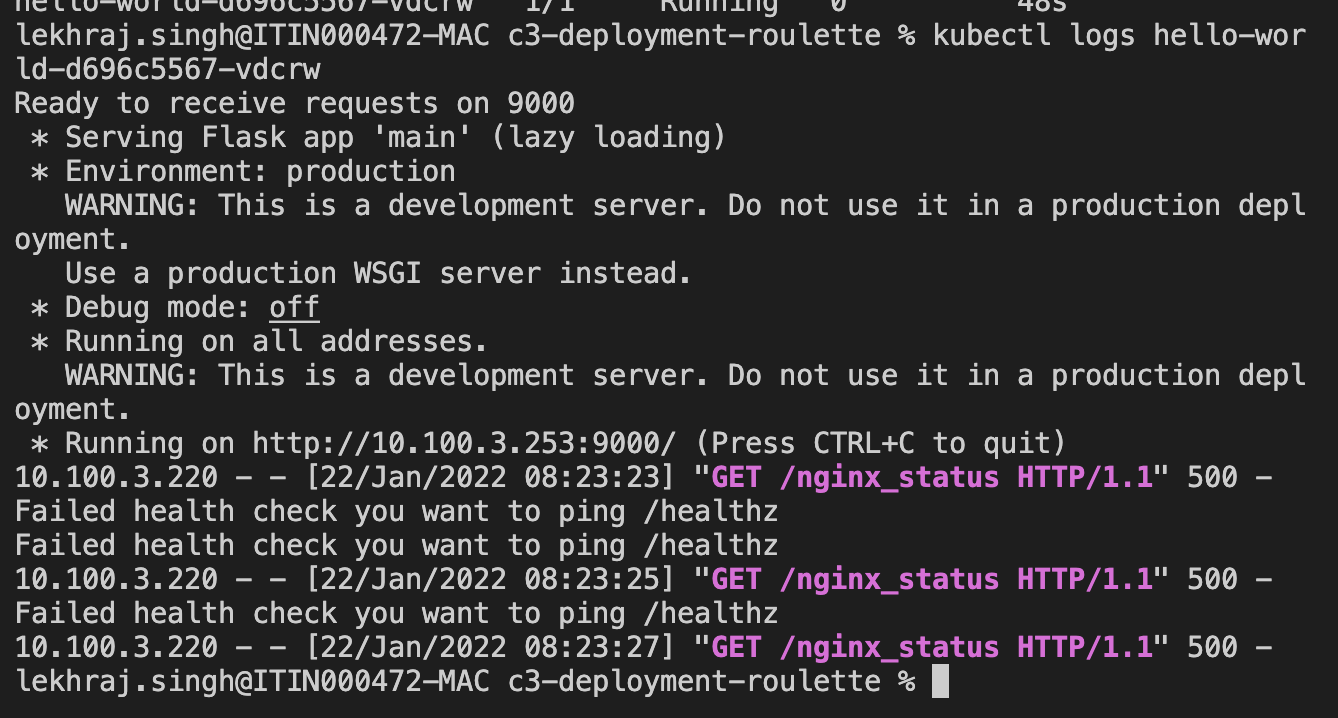 hello-world-d696c5567-vdcrw   1/1     Running   0          48s
lekhraj.singh@ITIN000472-MAC c3-deployment-roulette % kubectl logs hello-wor
ld-d696c5567-vdcrw
Ready to receive requests on 9000
 * Serving Flask app 'main' (lazy loading)
 * Environment: production
   WARNING: This is a development server. Do not use it in a production depl
oyment.
   Use a production WSGI server instead.
 * Debug mode: off
 * Running on all addresses.
   WARNING: This is a development server. Do not use it in a production depl
oyment.
 * Running on http://10.100.3.253:9000/ (Press CTRL+C to quit)
10.100.3.220 - - [22/Jan/2022 08:23:23] "GET /nginx_status HTTP/1.1" 500 -
Failed health check you want to ping /healthz
Failed health check you want to ping /healthz
10.100.3.220 - - [22/Jan/2022 08:23:25] "GET /nginx_status HTTP/1.1" 500 -
Failed health check you want to ping /healthz
10.100.3.220 - - [22/Jan/2022 08:23:27] "GET /nginx_status HTTP/1.1" 500 -
lekhraj.singh@ITIN000472-MAC c3-deployment-roulette %